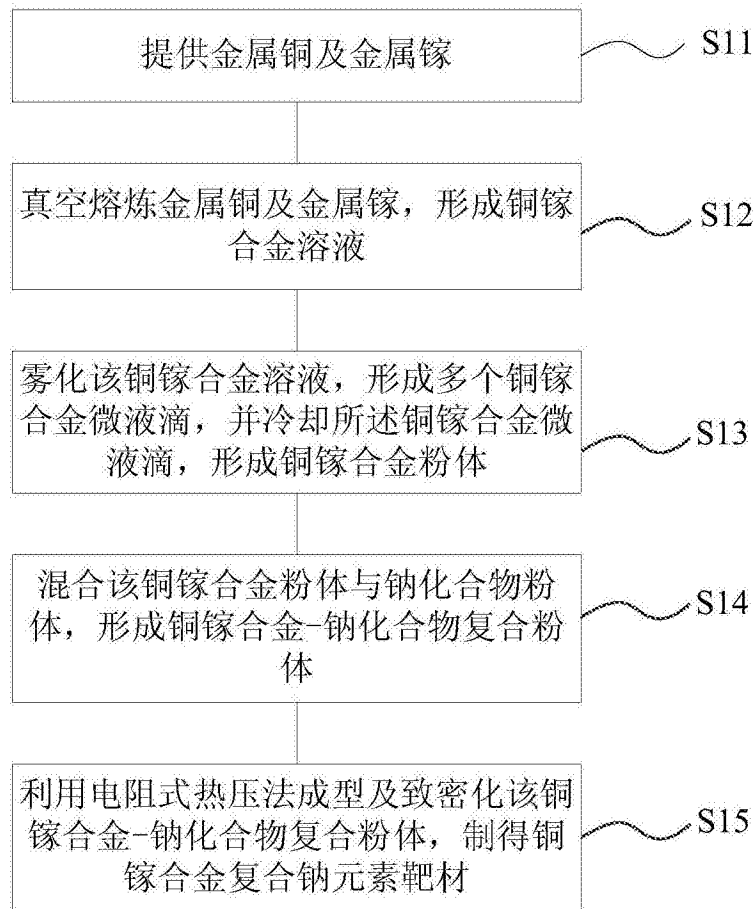 提供金属铜及金属镓
S11
真空熔炼金属铜及金属镓，形成铜镓
合金溶液
S12
雾化该铜镓合金溶液，形成多个铜镓
合金微液滴，并冷却所述铜镓合金微
液滴，形成铜镓合金粉体
S13
混合该铜镓合金粉体与钠化合物粉
体，形成铜镓合金-钠化合物复合粉
体
S14
利用电阻式热压法成型及致密化该铜
镓合金-钠化合物复合粉体，制得铜
镓合金复合钠元素靶材
S15